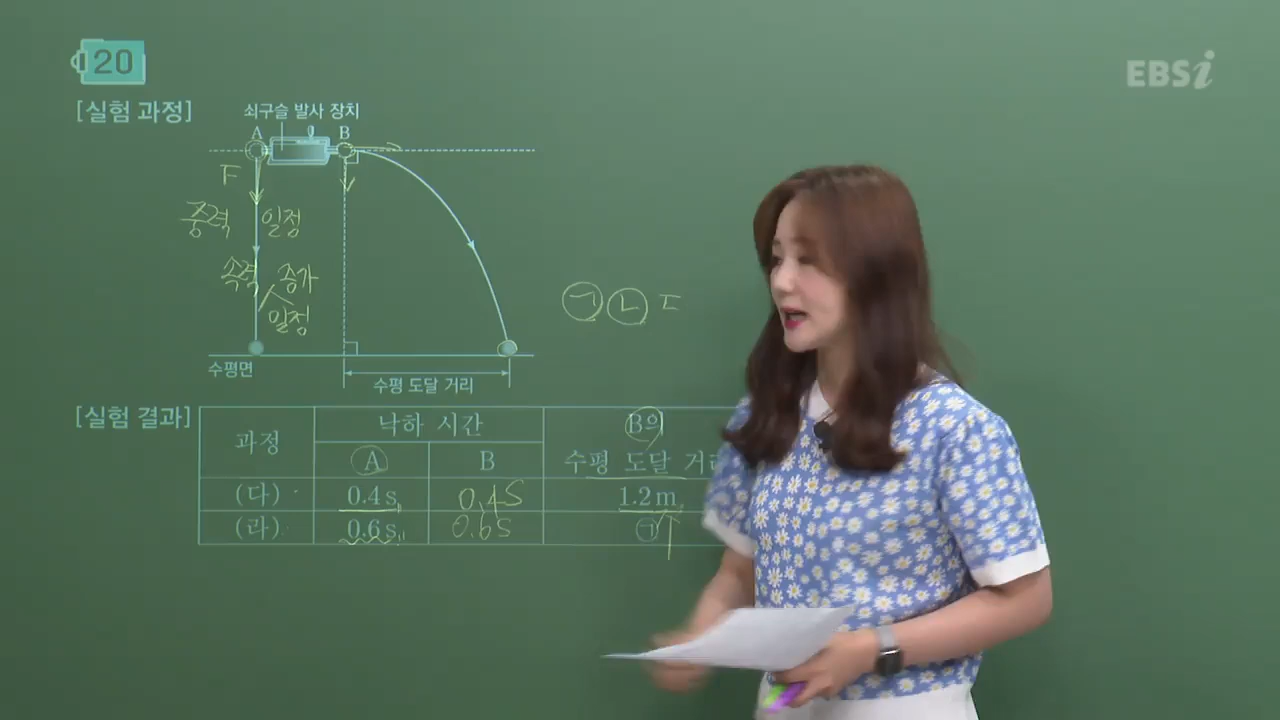 20
EBSi
[실험 과정]
쇠구슬 발사 장치
A B
F
중력 일정
속력 증가
일정
ㄱ ㄴ ㄷ
수평면
수평 도달 거리
[실험 결과]
과정 낙하 시간 B의
A B 수평 도달 거리
(다) 0.4 s 0.4s 1.2 m
(라) 0.6 s 0.6s ㉠